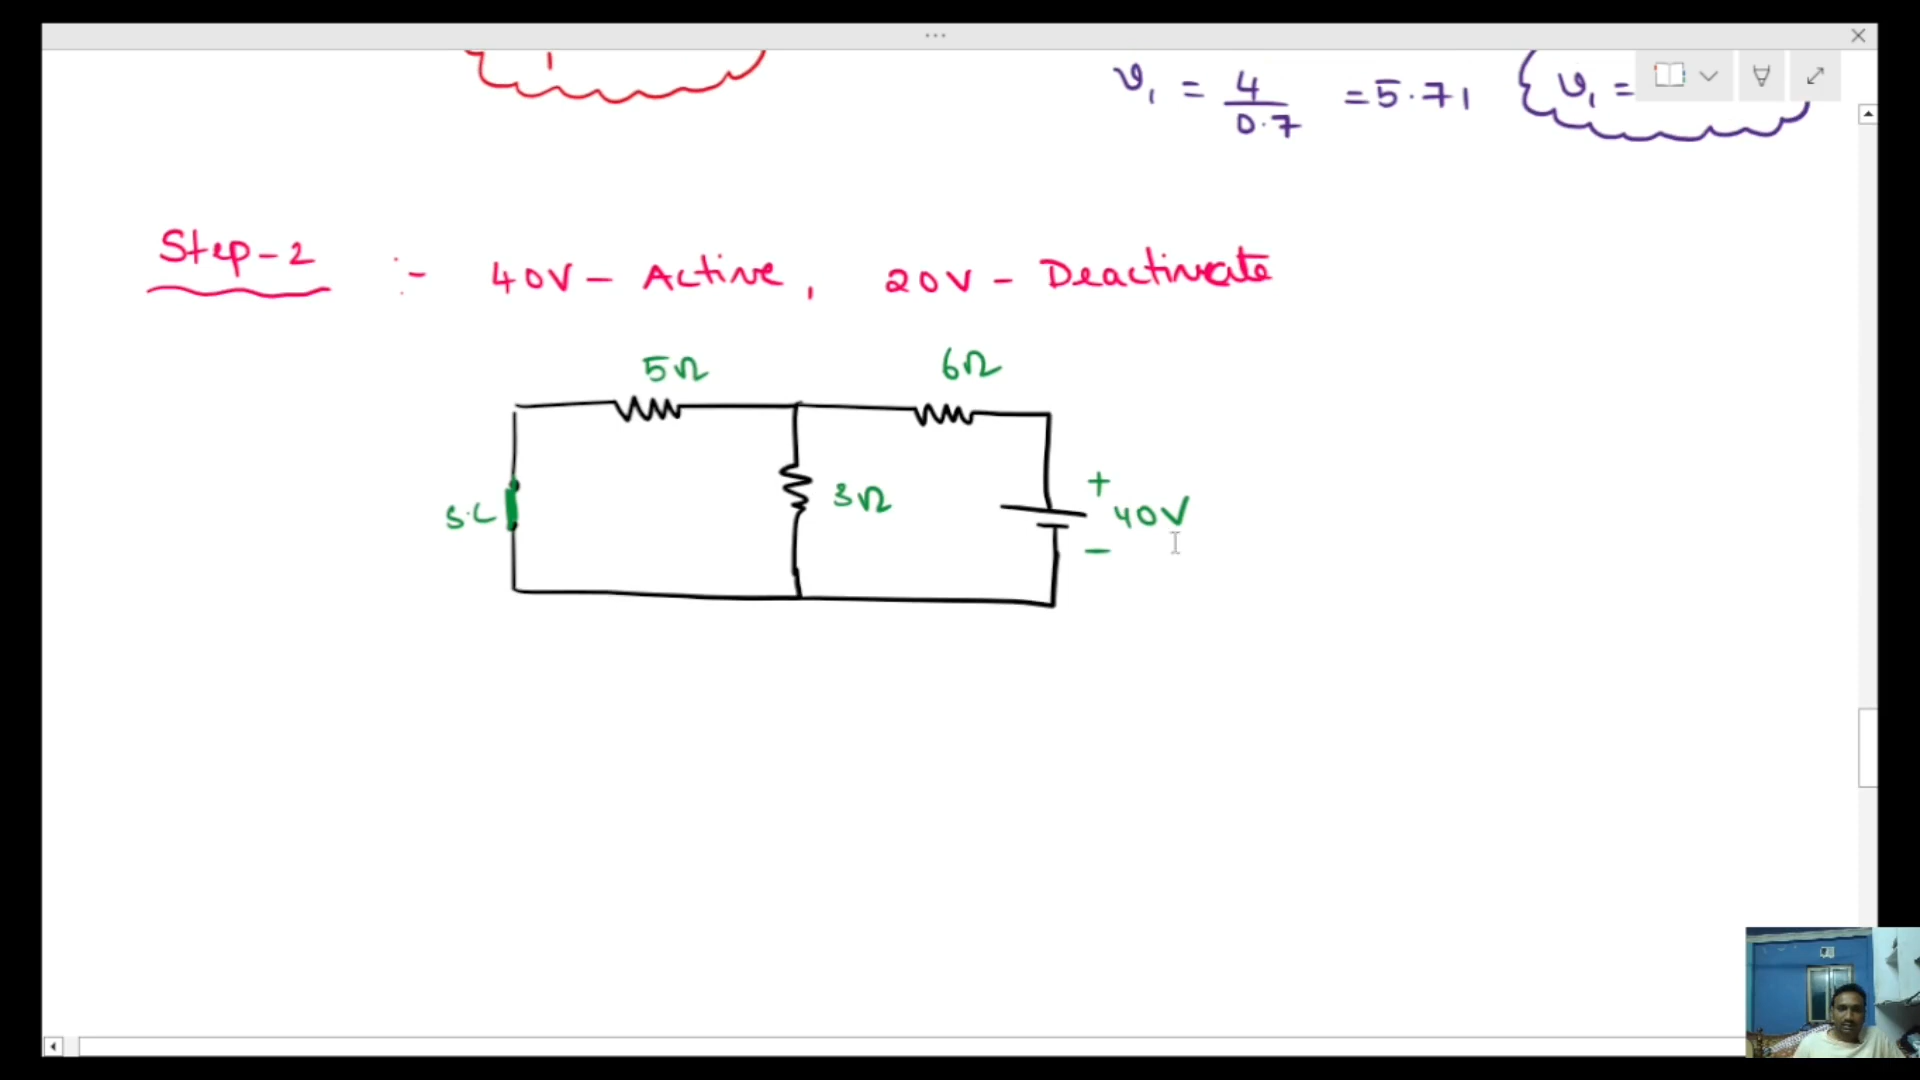 v₁ = 4/0.7 = 5.71 v₁ =
Step-2 :- 40V - Active, 20V - Deactivate
5Ω 6Ω
S.C 3Ω + 40V -